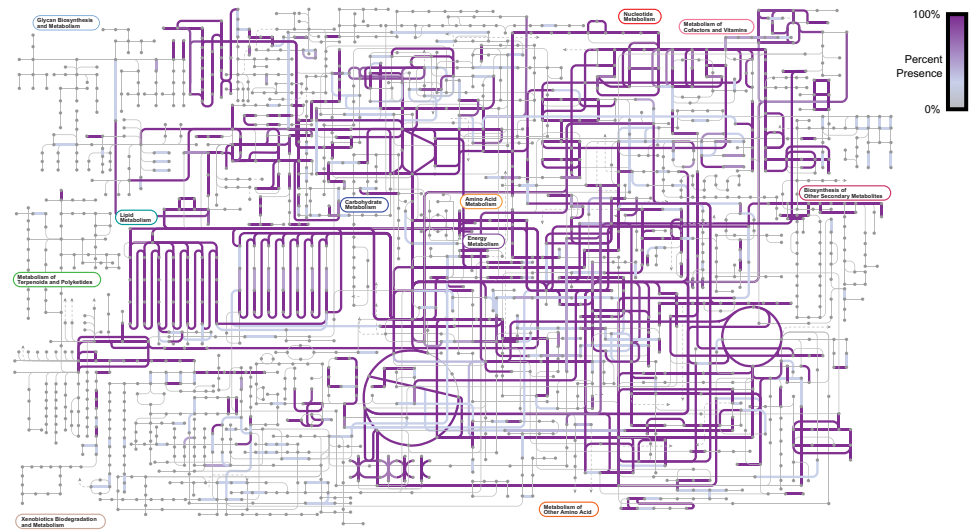 Glycan Biosynthesis
and Metabolism
Nucleotide
Metabolism
Metabolism of
Cofactors and Vitamins
100%
Percent
Presence
0%
Biosynthesis of
Other Secondary Metabolites
Carbohydrate
Metabolism
Amino Acid
Metabolism
Lipid
Metabolism
Energy
Metabolism
Metabolism of
Terpenoids and Polyketides
Metabolism of
Other Amino Acid
Xenobiotics Biodegradation
and Metabolism